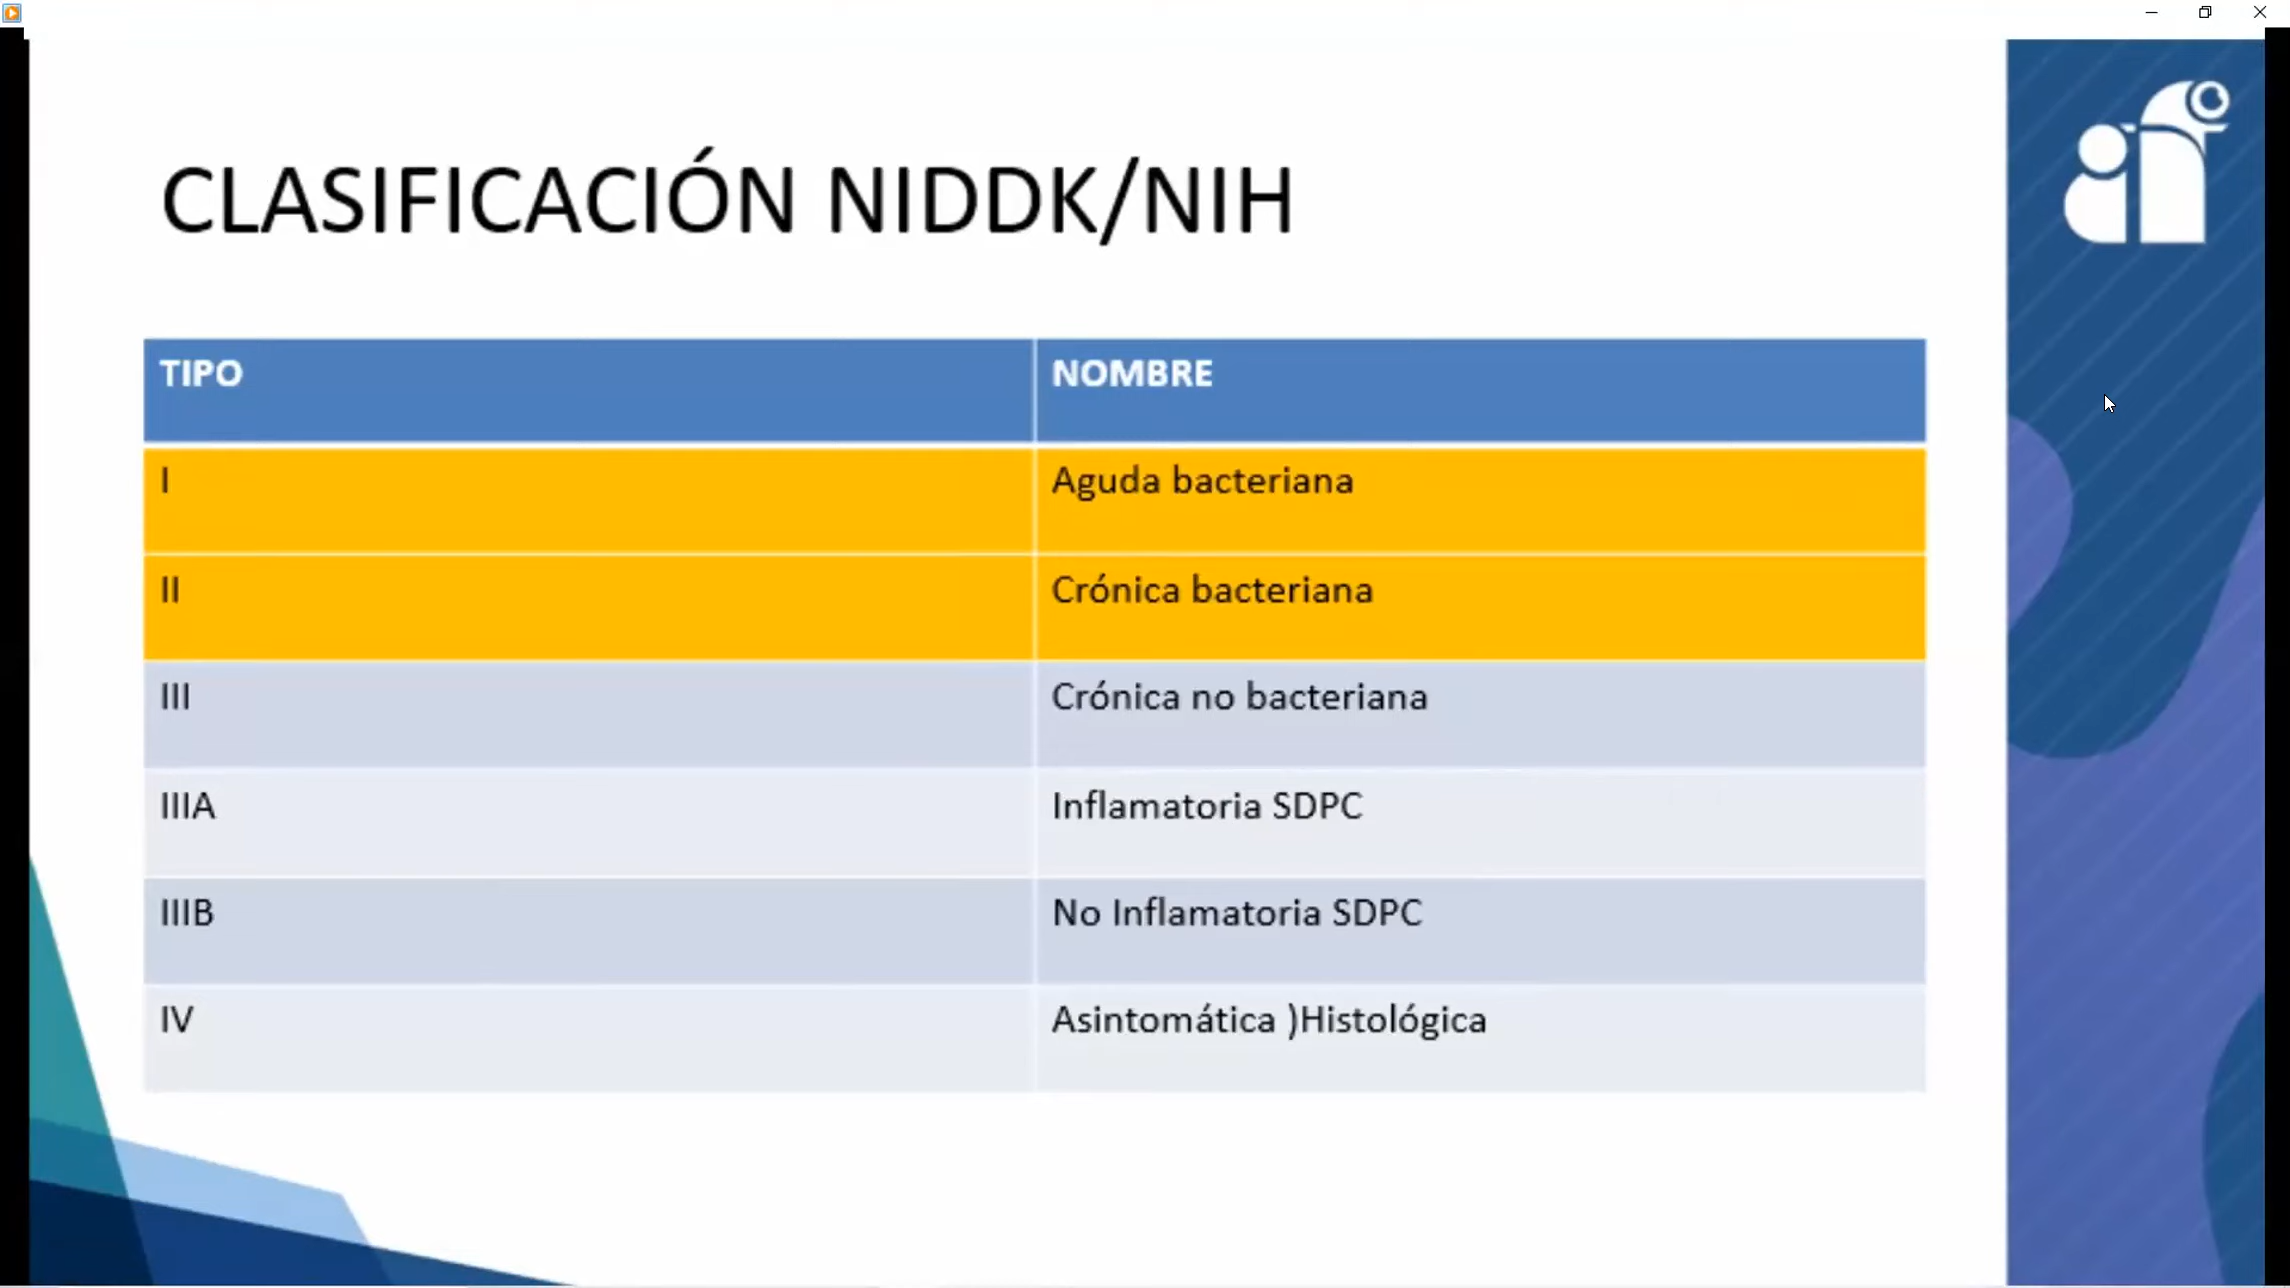 CLASIFICACIÓN NIDDK/NIH
TIPO NOMBRE
I Aguda bacteriana
II Crónica bacteriana
III Crónica no bacteriana
IIIA Inflamatoria SDPC
IIIB No Inflamatoria SDPC
IV Asintomática )Histológica